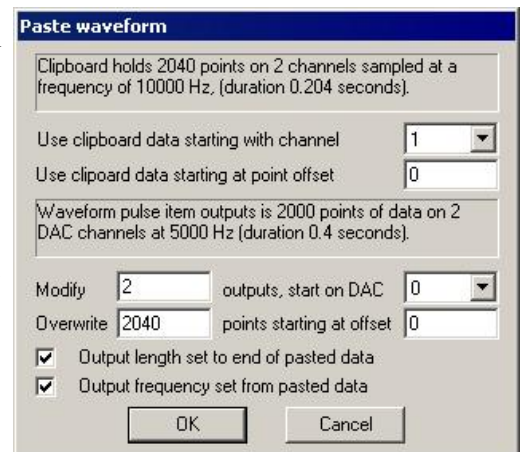 Paste waveform
Clipboard holds 2040 points on 2 channels sampled at a
frequency of 10000 Hz, (duration 0.204 seconds).
Use clipboard data starting with channel 1
Use clipoard data starting at point offset 0
Waveform pulse item outputs is 2000 points of data on 2
DAC channels at 5000 Hz (duration 0.4 seconds).
Modify 2 outputs, start on DAC 0
Overwrite 2040 points starting at offset 0
Output length set to end of pasted data
Output frequency set from pasted data
OK Cancel